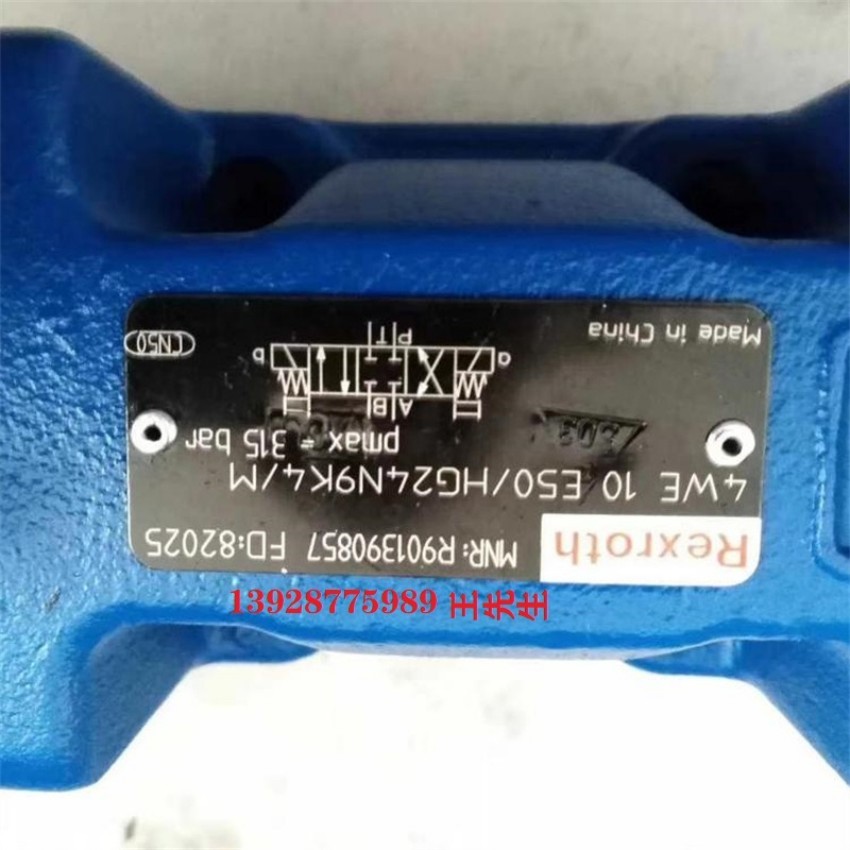 Rexroth
MNR: R901390857 FD:82025
4WE 10 E50/HG24N9K4/M
pmax = 315 bar
A B
a b
P T
Made in China
CN50
13928775989 王先生